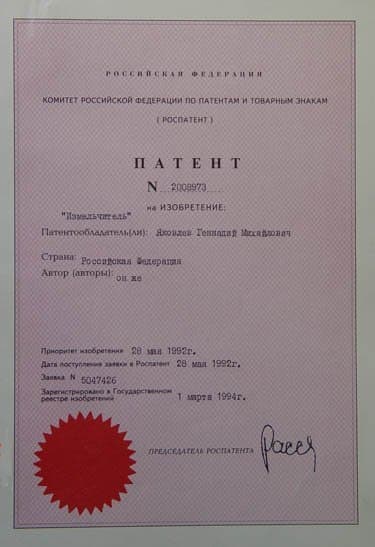 РОССИЙСКАЯ ФЕДЕРАЦИЯ
КОМИТЕТ РОССИЙСКОЙ ФЕДЕРАЦИИ ПО ПАТЕНТАМ И ТОВАРНЫМ ЗНАКАМ
( РОСПАТЕНТ )
ПАТЕНТ
N 2008973
на ИЗОБРЕТЕНИЕ:
"Измельчитель"
Патентообладатель(ли): Яковлев Геннадий Михайлович
Страна: Российская Федерация
Автор (авторы): он же
Приоритет изобретения 28 мая 1992г.
Дата поступления заявки в Роспатент 28 мая 1992г.
Заявка N 5047426
Зарегистрировано в Государственном
реестре изобретений 1 марта 1994г.
ПРЕДСЕДАТЕЛЬ РОСПАТЕНТА